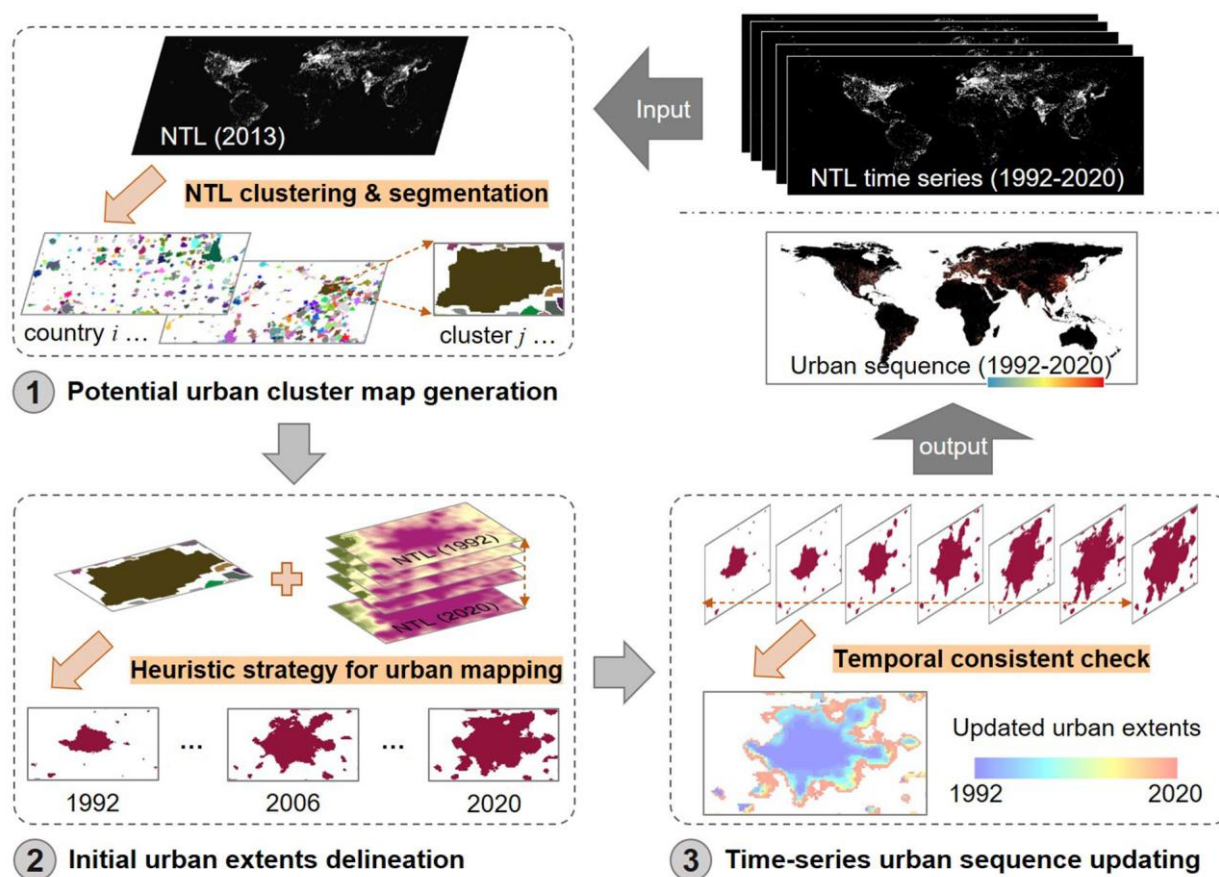 NTL (2013)
NTL clustering & segmentation
country i ...
cluster j ...
1 Potential urban cluster map generation
Input
NTL time series (1992-2020)
Urban sequence (1992-2020)
output
NTL (1992)
NTL (2020)
Heuristic strategy for urban mapping
... ...
1992 2006 2020
2 Initial urban extents delineation
Temporal consistent check
Updated urban extents
1992 2020
3 Time-series urban sequence updating